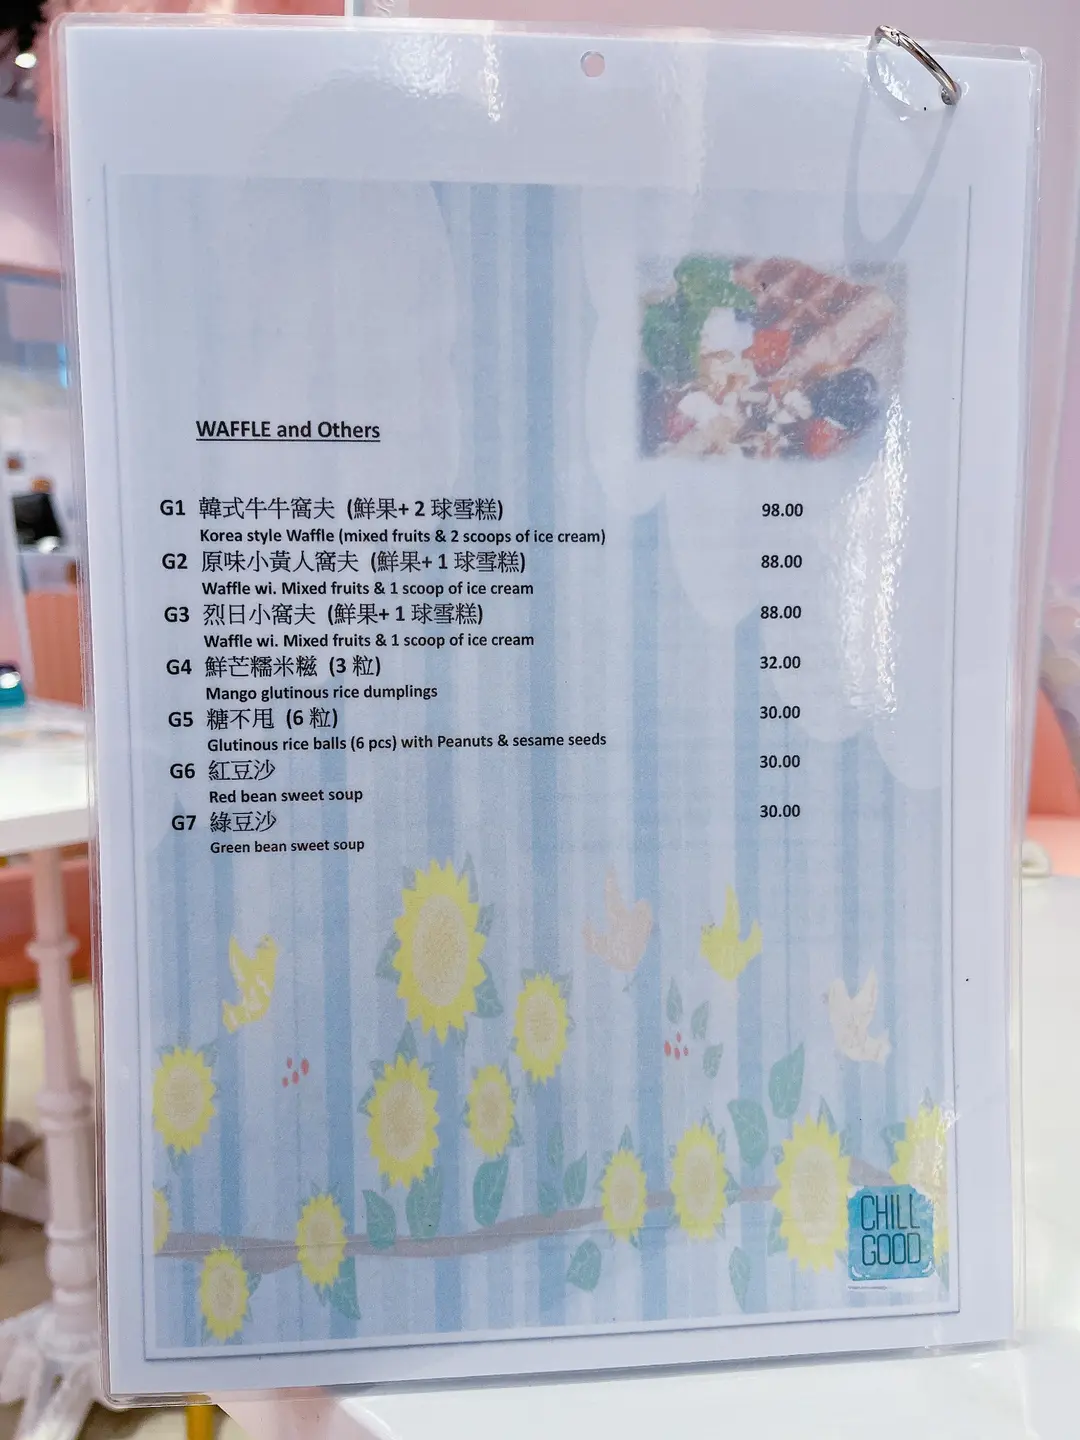 WAFFLE and Others
G1 韓式牛牛窩夫 (鮮果+ 2 球雪糕) 98.00
Korea style Waffle (mixed fruits & 2 scoops of ice cream)
G2 原味小黃人窩夫 (鮮果+ 1 球雪糕) 88.00
Waffle wi. Mixed fruits & 1 scoop of ice cream
G3 烈日小窩夫 (鮮果+ 1 球雪糕) 88.00
Waffle wi. Mixed fruits & 1 scoop of ice cream
G4 鮮芒糯米糍 (3 粒) 32.00
Mango glutinous rice dumplings
G5 糖不甩 (6 粒) 30.00
Glutinous rice balls (6 pcs) with Peanuts & sesame seeds
G6 紅豆沙 30.00
Red bean sweet soup
G7 綠豆沙 30.00
Green bean sweet soup
CHILL
GOOD